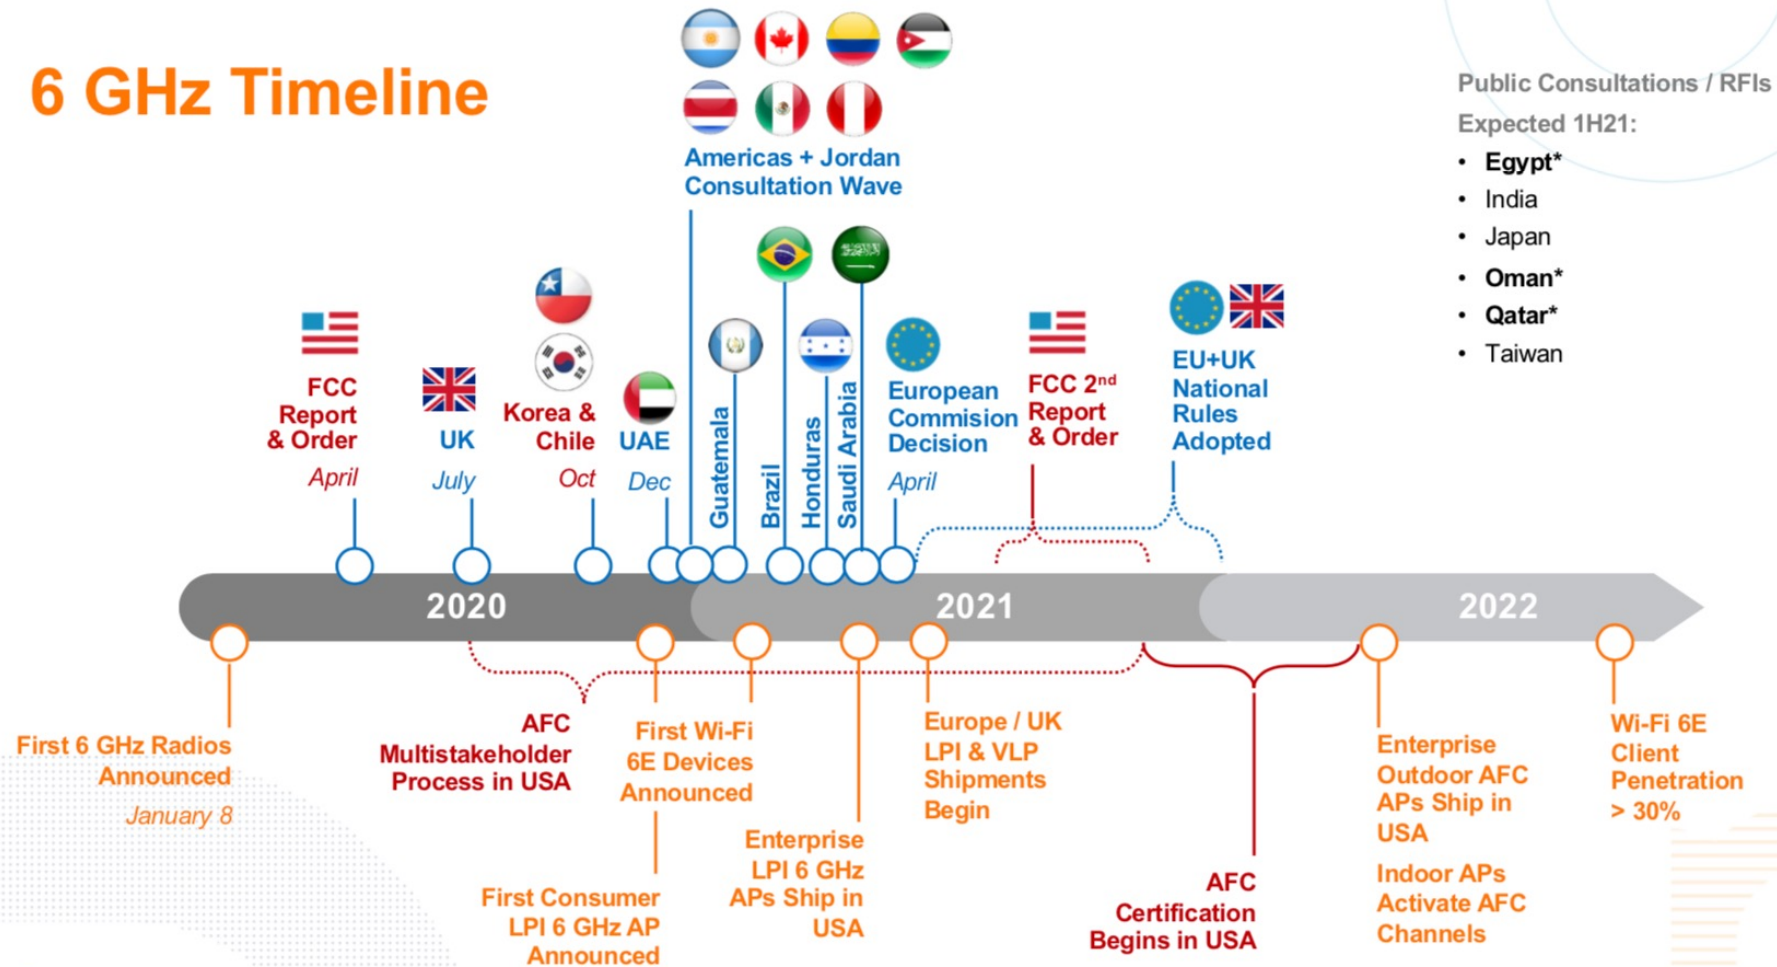 6 GHz Timeline
Americas + Jordan
Consultation Wave
Public Consultations / RFIs
Expected 1H21:
• Egypt*
• India
• Japan
• Oman*
• Qatar*
• Taiwan
FCC
Report
& Order
April
UK
July
Korea &
Chile
Oct
UAE
Dec
Guatemala
Brazil
Honduras
Saudi Arabia
European
Commision
Decision
April
FCC 2nd
Report
& Order
EU+UK
National
Rules
Adopted
2020
2021
2022
First 6 GHz Radios
Announced
January 8
AFC
Multistakeholder
Process in USA
First Wi-Fi
6E Devices
Announced
First Consumer
LPI 6 GHz AP
Announced
Enterprise
LPI 6 GHz
APs Ship in
USA
Europe / UK
LPI & VLP
Shipments
Begin
AFC
Certification
Begins in USA
Enterprise
Outdoor AFC
APs Ship in
USA
Indoor APs
Activate AFC
Channels
Wi-Fi 6E
Client
Penetration
> 30%